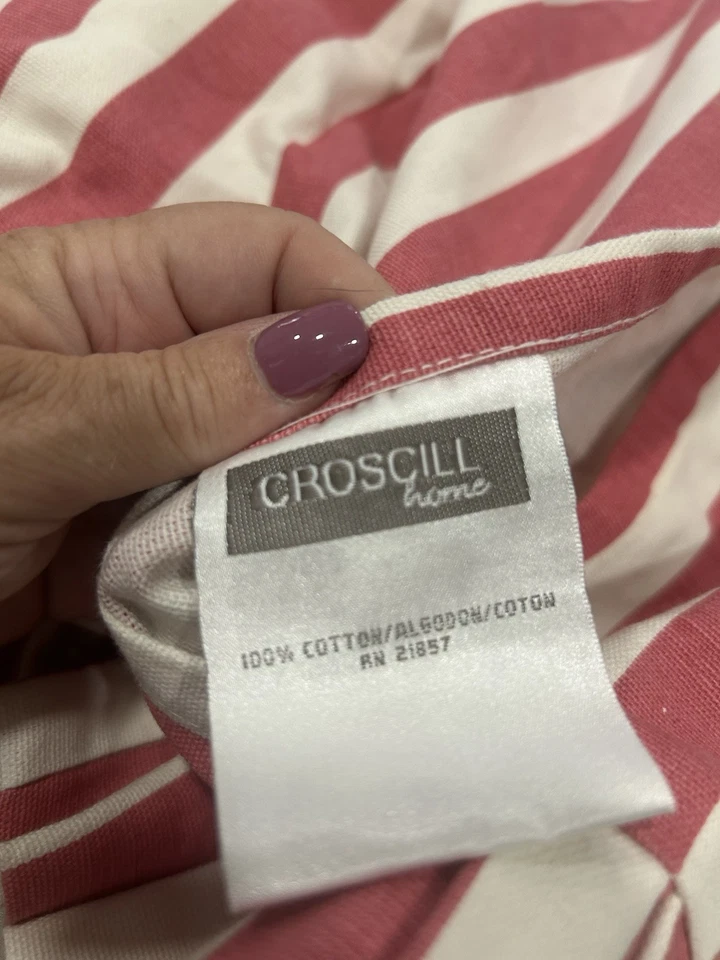 CROSCILL
home
100% COTTON/ALGODON/COTON
RN 21857